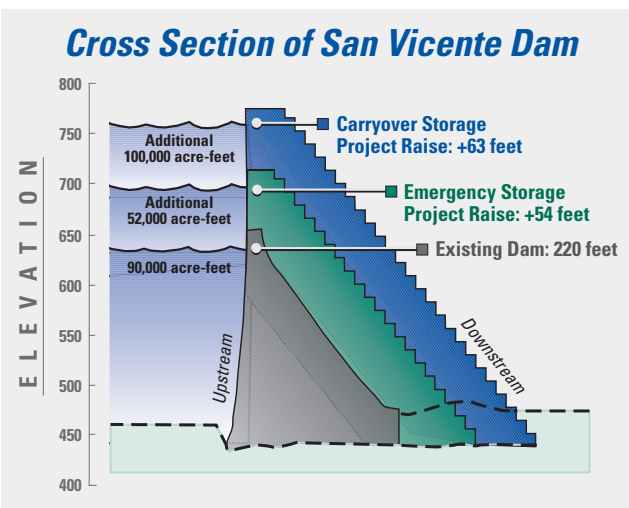 Cross Section of San Vicente Dam
800
750
700
650
600
550
500
450
400
ELEVATION
Additional
100,000 acre-feet
Additional
52,000 acre-feet
90,000 acre-feet
Carryover Storage
Project Raise: +63 feet
Emergency Storage
Project Raise: +54 feet
Existing Dam: 220 feet
Upstream
Downstream